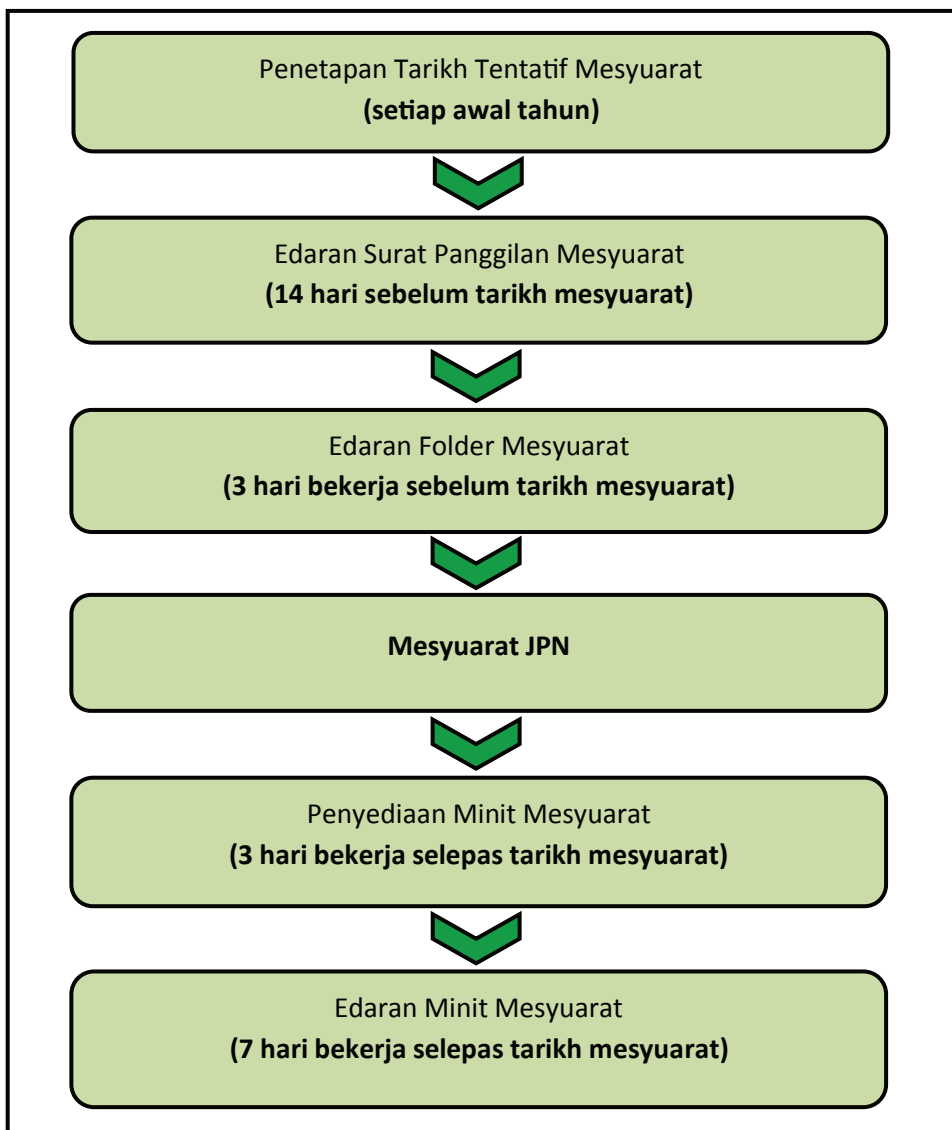 Penetapan Tarikh Tentatif Mesyuarat
(setiap awal tahun)
Edaran Surat Panggilan Mesyuarat
(14 hari sebelum tarikh mesyuarat)
Edaran Folder Mesyuarat
(3 hari bekerja sebelum tarikh mesyuarat)
Mesyuarat JPN
Penyediaan Minit Mesyuarat
(3 hari bekerja selepas tarikh mesyuarat)
Edaran Minit Mesyuarat
(7 hari bekerja selepas tarikh mesyuarat)